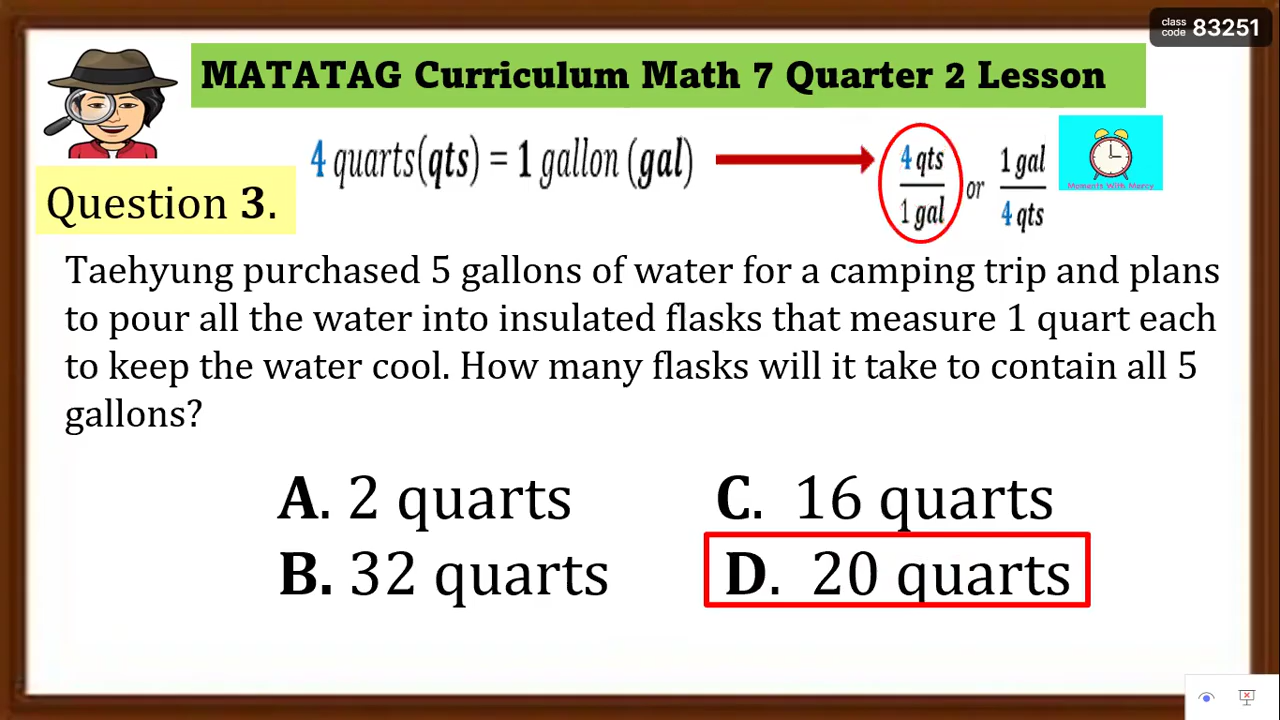 class code 83251
MATATAG Curriculum Math 7 Quarter 2 Lesson
4 quarts(qts) = 1 gallon (gal)
4 qts
1 gal
or
1 gal
4 qts
Moments With Mercy
Question 3.
Taehyung purchased 5 gallons of water for a camping trip and plans
to pour all the water into insulated flasks that measure 1 quart each
to keep the water cool. How many flasks will it take to contain all 5
gallons?
A. 2 quarts
B. 32 quarts
C. 16 quarts
D. 20 quarts